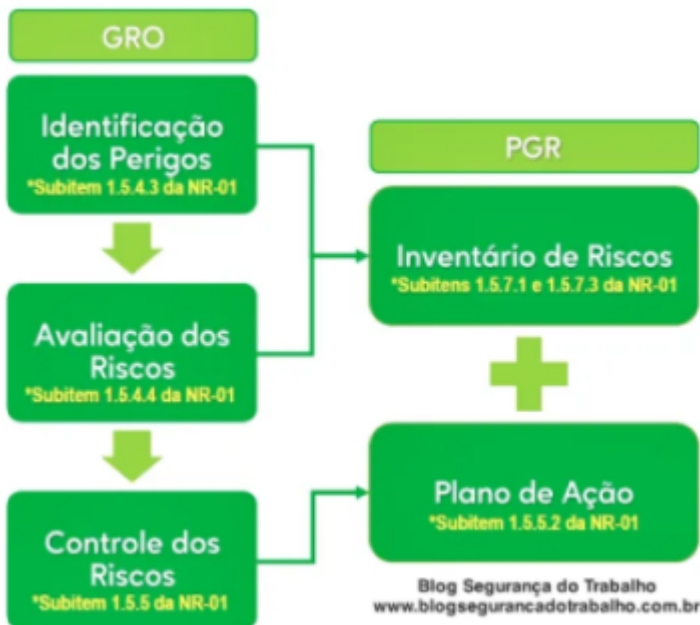 GRO
Identificação
dos Perigos
*Subitem 1.5.4.3 da NR-01
Avaliação dos
Riscos
*Subitem 1.5.4.4 da NR-01
Controle dos
Riscos
*Subitem 1.5.5 da NR-01
PGR
Inventário de Riscos
*Subitens 1.5.7.1 e 1.5.7.3 da NR-01
Plano de Ação
*Subitem 1.5.5.2 da NR-01
Blog Segurança do Trabalho
www.blogsegurancadotrabalho.com.br